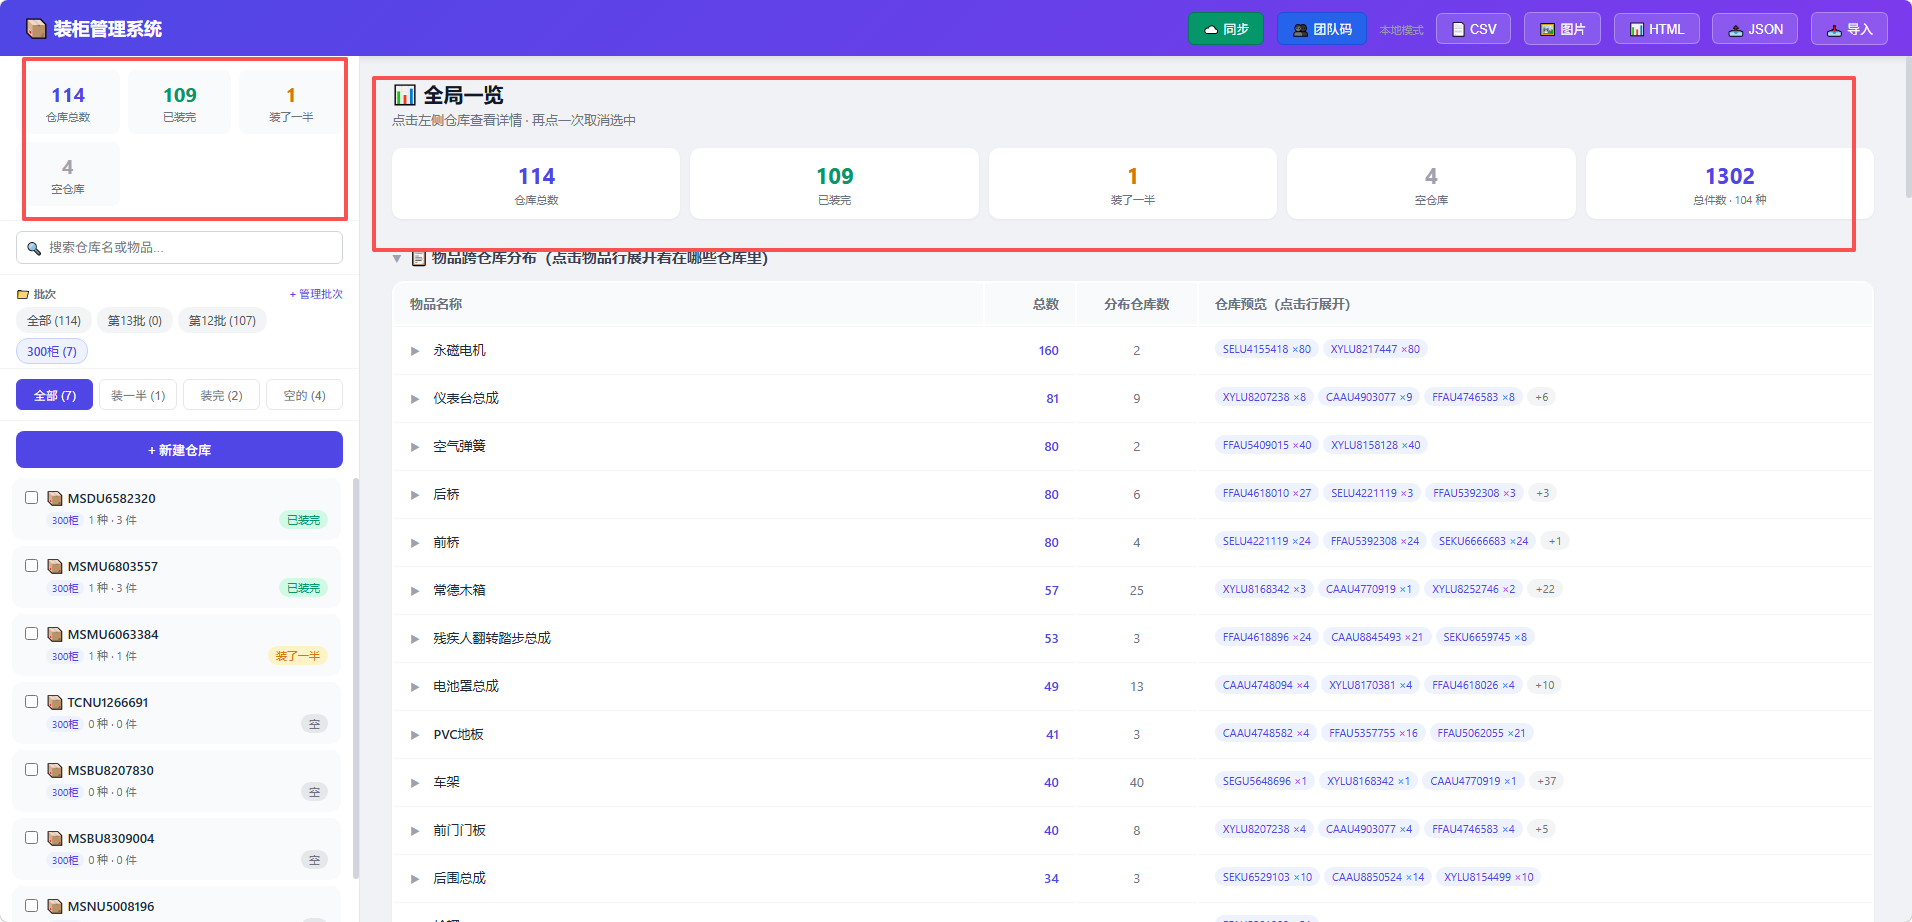 装柜管理系统
同步
团队码
本地模式
CSV
图片
HTML
JSON
导入
114
仓库总数
109
已装完
1
装了一半
4
空仓库
搜索仓库名或物品...
批次
+ 管理批次
全部 (114)
第13批 (0)
第12批 (107)
300柜 (7)
全部 (7)
装一半 (1)
装完 (2)
空的 (4)
+ 新建仓库
MSDU6582320
300柜 1 种 · 3 件
已装完
MSMU6803557
300柜 1 种 · 3 件
已装完
MSMU6063384
300柜 1 种 · 1 件
装了一半
TCNU1266691
300柜 0 种 · 0 件
空
MSBU8207830
300柜 0 种 · 0 件
空
MSBU8309004
300柜 0 种 · 0 件
空
MSNU5008196
全局一览
点击左侧仓库查看详情 · 再点一次取消选中
114
仓库总数
109
已装完
1
装了一半
4
空仓库
1302
总件数 · 104 种
物品跨仓库分布（点击物品行展开看在哪些仓库里）
物品名称 总数 分布仓库数 仓库预览（点击行展开）
永磁电机 160 2 SELU4155418 ×80 XYLU8217447 ×80
仪表台总成 81 9 XYLU8207238 ×8 CAAU4903077 ×9 FFAU4746583 ×8 +6
空气弹簧 80 2 FFAU5409015 ×40 XYLU8158128 ×40
后桥 80 6 FFAU4618010 ×27 SELU4221119 ×3 FFAU5392308 ×3 +3
前桥 80 4 SELU4221119 ×24 FFAU5392308 ×24 SEKU6666683 ×24 +1
常德木箱 57 25 XYLU8168342 ×3 CAAU4770919 ×1 XYLU8252746 ×2 +22
残疾人翻转踏步总成 53 3 FFAU4618896 ×24 CAAU8845493 ×21 SEKU6659745 ×8
电池罩总成 49 13 CAAU4748094 ×4 XYLU8170381 ×4 FFAU4618026 ×4 +10
PVC地板 41 3 CAAU4748582 ×4 FFAU5357755 ×16 FFAU5062055 ×21
车架 40 40 SEGU5648696 ×1 XYLU8168342 ×1 CAAU4770919 ×1 +37
前门门板 40 8 XYLU8207238 ×4 CAAU4903077 ×4 FFAU4746583 ×4 +5
后围总成 34 3 SEKU6529103 ×10 CAAU8850524 ×14 XYLU8154499 ×10